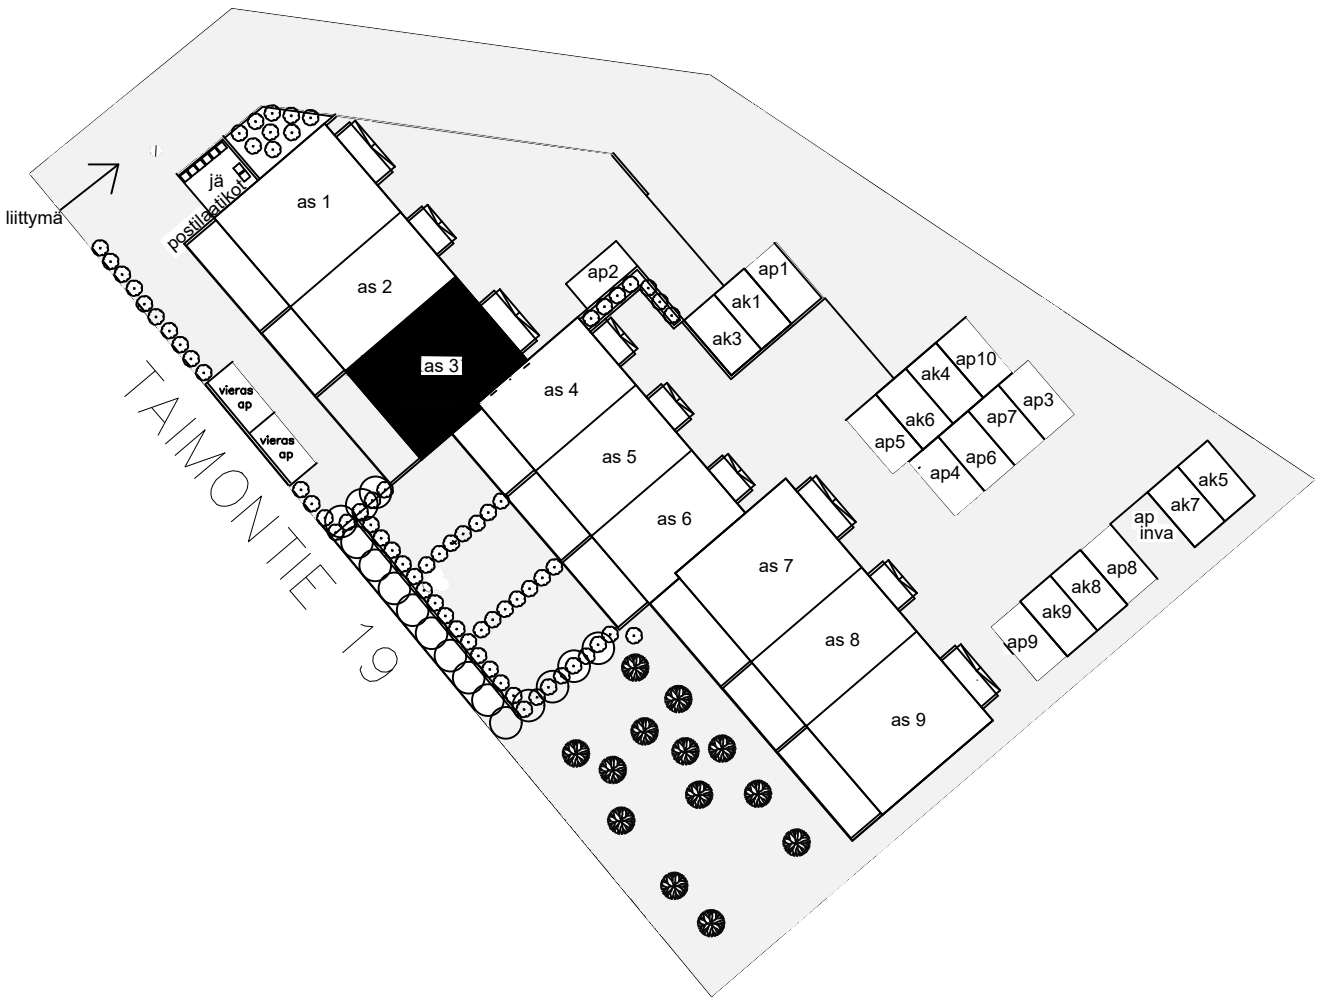 liittymä
jä
postilaatikot
as 1
as 2
as 3
as 4
as 5
as 6
as 7
as 8
as 9
vieras
ap
vieras
ap
TAIMONTIE 19
ap2
ap1
ak1
ak3
ap10
ak4
ak6
ap5
ap3
ap7
ap6
ap4
ak5
ak7
ap
inva
ap8
ak8
ak9
ap9